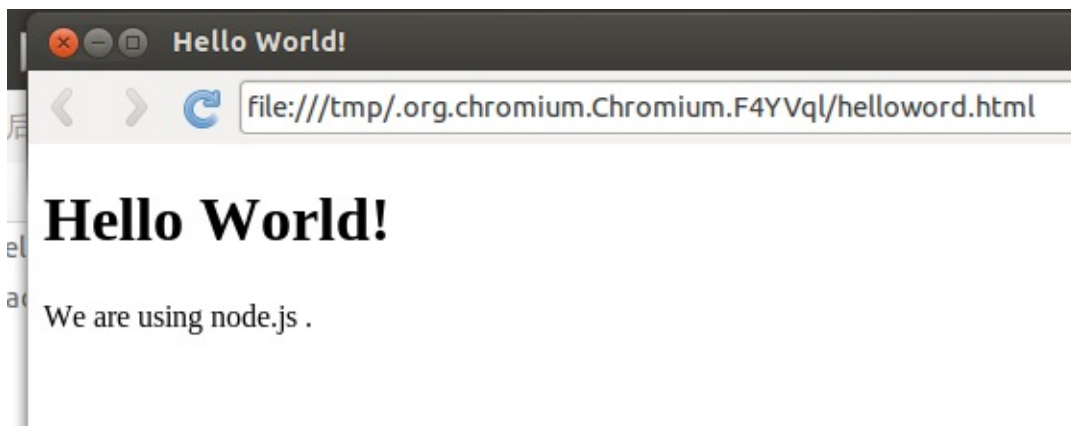 Hello World!
file:///tmp/.org.chromium.Chromium.F4YVql/helloword.html
Hello World!
We are using node.js .